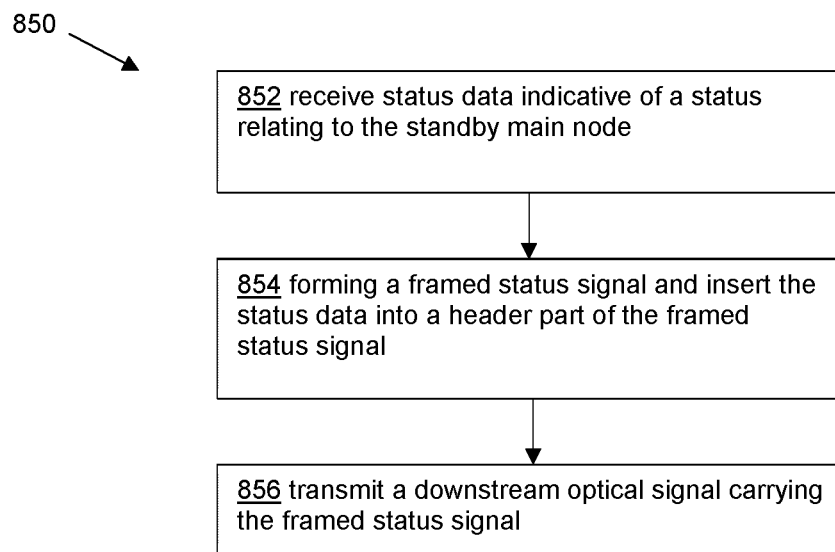 850
852 receive status data indicative of a status
relating to the standby main node
854 forming a framed status signal and insert the
status data into a header part of the framed
status signal
856 transmit a downstream optical signal carrying
the framed status signal